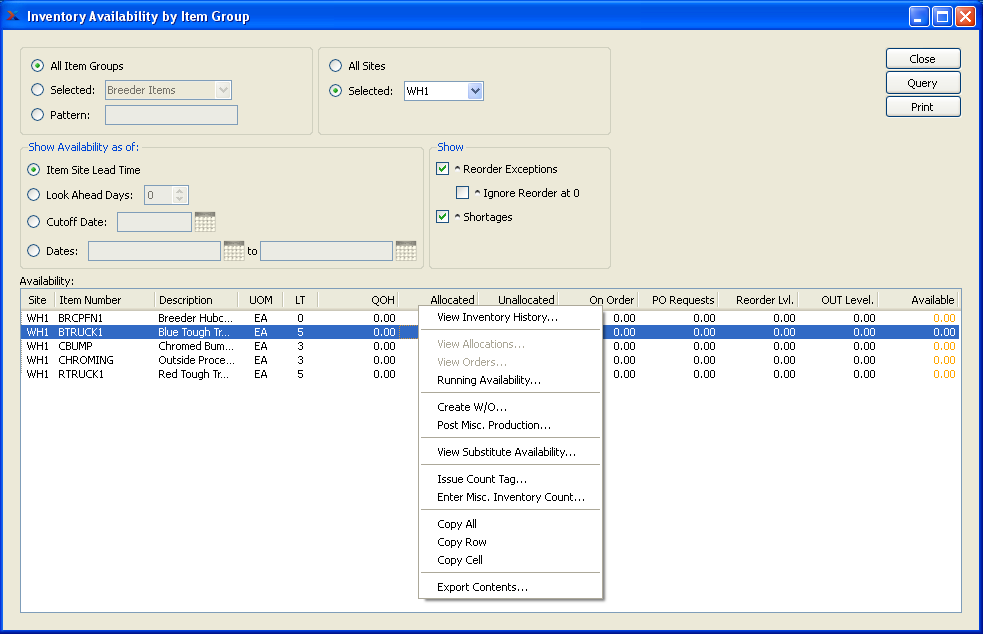 Inventory Availability by Item Group
All Item Groups
Selected: Breeder Items
Pattern:
All Sites
Selected: WH1
Close
Query
Print
Show Availability as of:
Item Site Lead Time
Look Ahead Days: 0
Cutoff Date:
Dates: to
Show
^ Reorder Exceptions
^ Ignore Reorder at 0
^ Shortages
Availability:
Site Item Number Description UOM LT QOH Allocated Unallocated On Order PO Requests Reorder Lvl. OUT Level. Available
WH1 BRCPFN1 Breeder Hubc... EA 0 0.00 0.00 0.00 0.00 0.00 0.00
WH1 BTRUCK1 Blue Tough Tr... EA 5 0.00 0.00 0.00 0.00 0.00 0.00
WH1 CBUMP Chromed Bum... EA 3 0.00 0.00 0.00 0.00 0.00 0.00
WH1 CHROMING Outside Proce... EA 3 0.00 0.00 0.00 0.00 0.00 0.00
WH1 RTRUCK1 Red Tough Tr... EA 5 0.00 0.00 0.00 0.00 0.00 0.00
View Inventory History...
View Allocations...
View Orders...
Running Availability...
Create W/O...
Post Misc. Production...
View Substitute Availability...
Issue Count Tag...
Enter Misc. Inventory Count...
Copy All
Copy Row
Copy Cell
Export Contents...